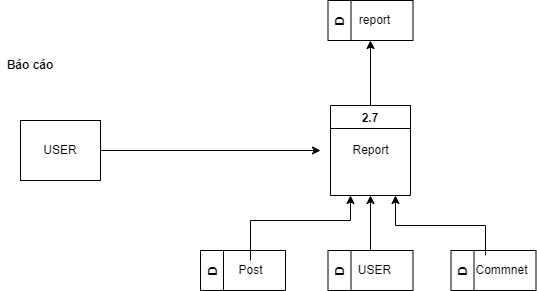 D report
Báo cáo
2.7
USER
Report
D Post
D USER
D Commnet